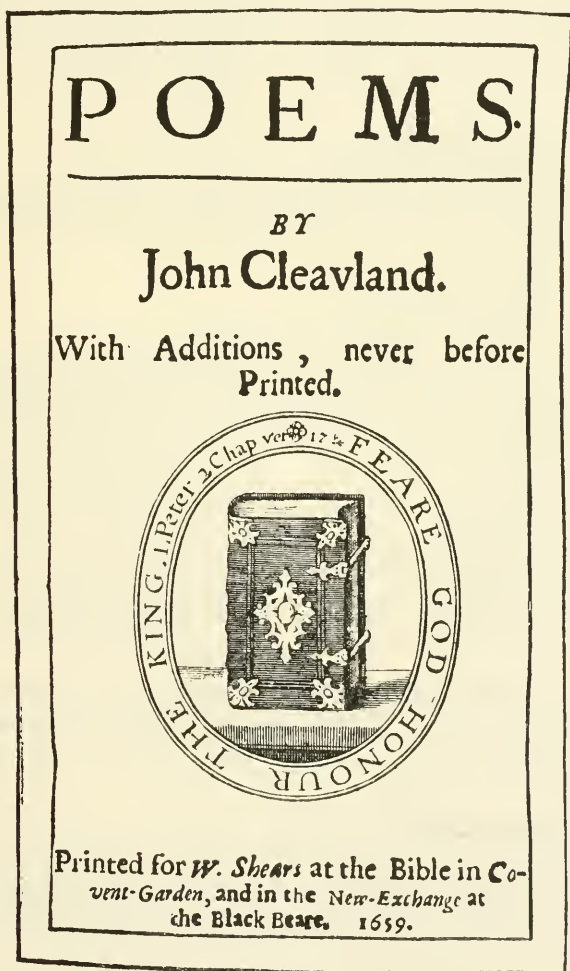 POEMS.
BY
John Cleavland.
With Additions, never before
Printed.
FEARE GOD HONOUR THE KING. 1. Peter 2 Chap ver 17
Printed for W. Shears at the Bible in Co-
vent-Garden, and in the New-Exchange at
the Black Beare. 1659.